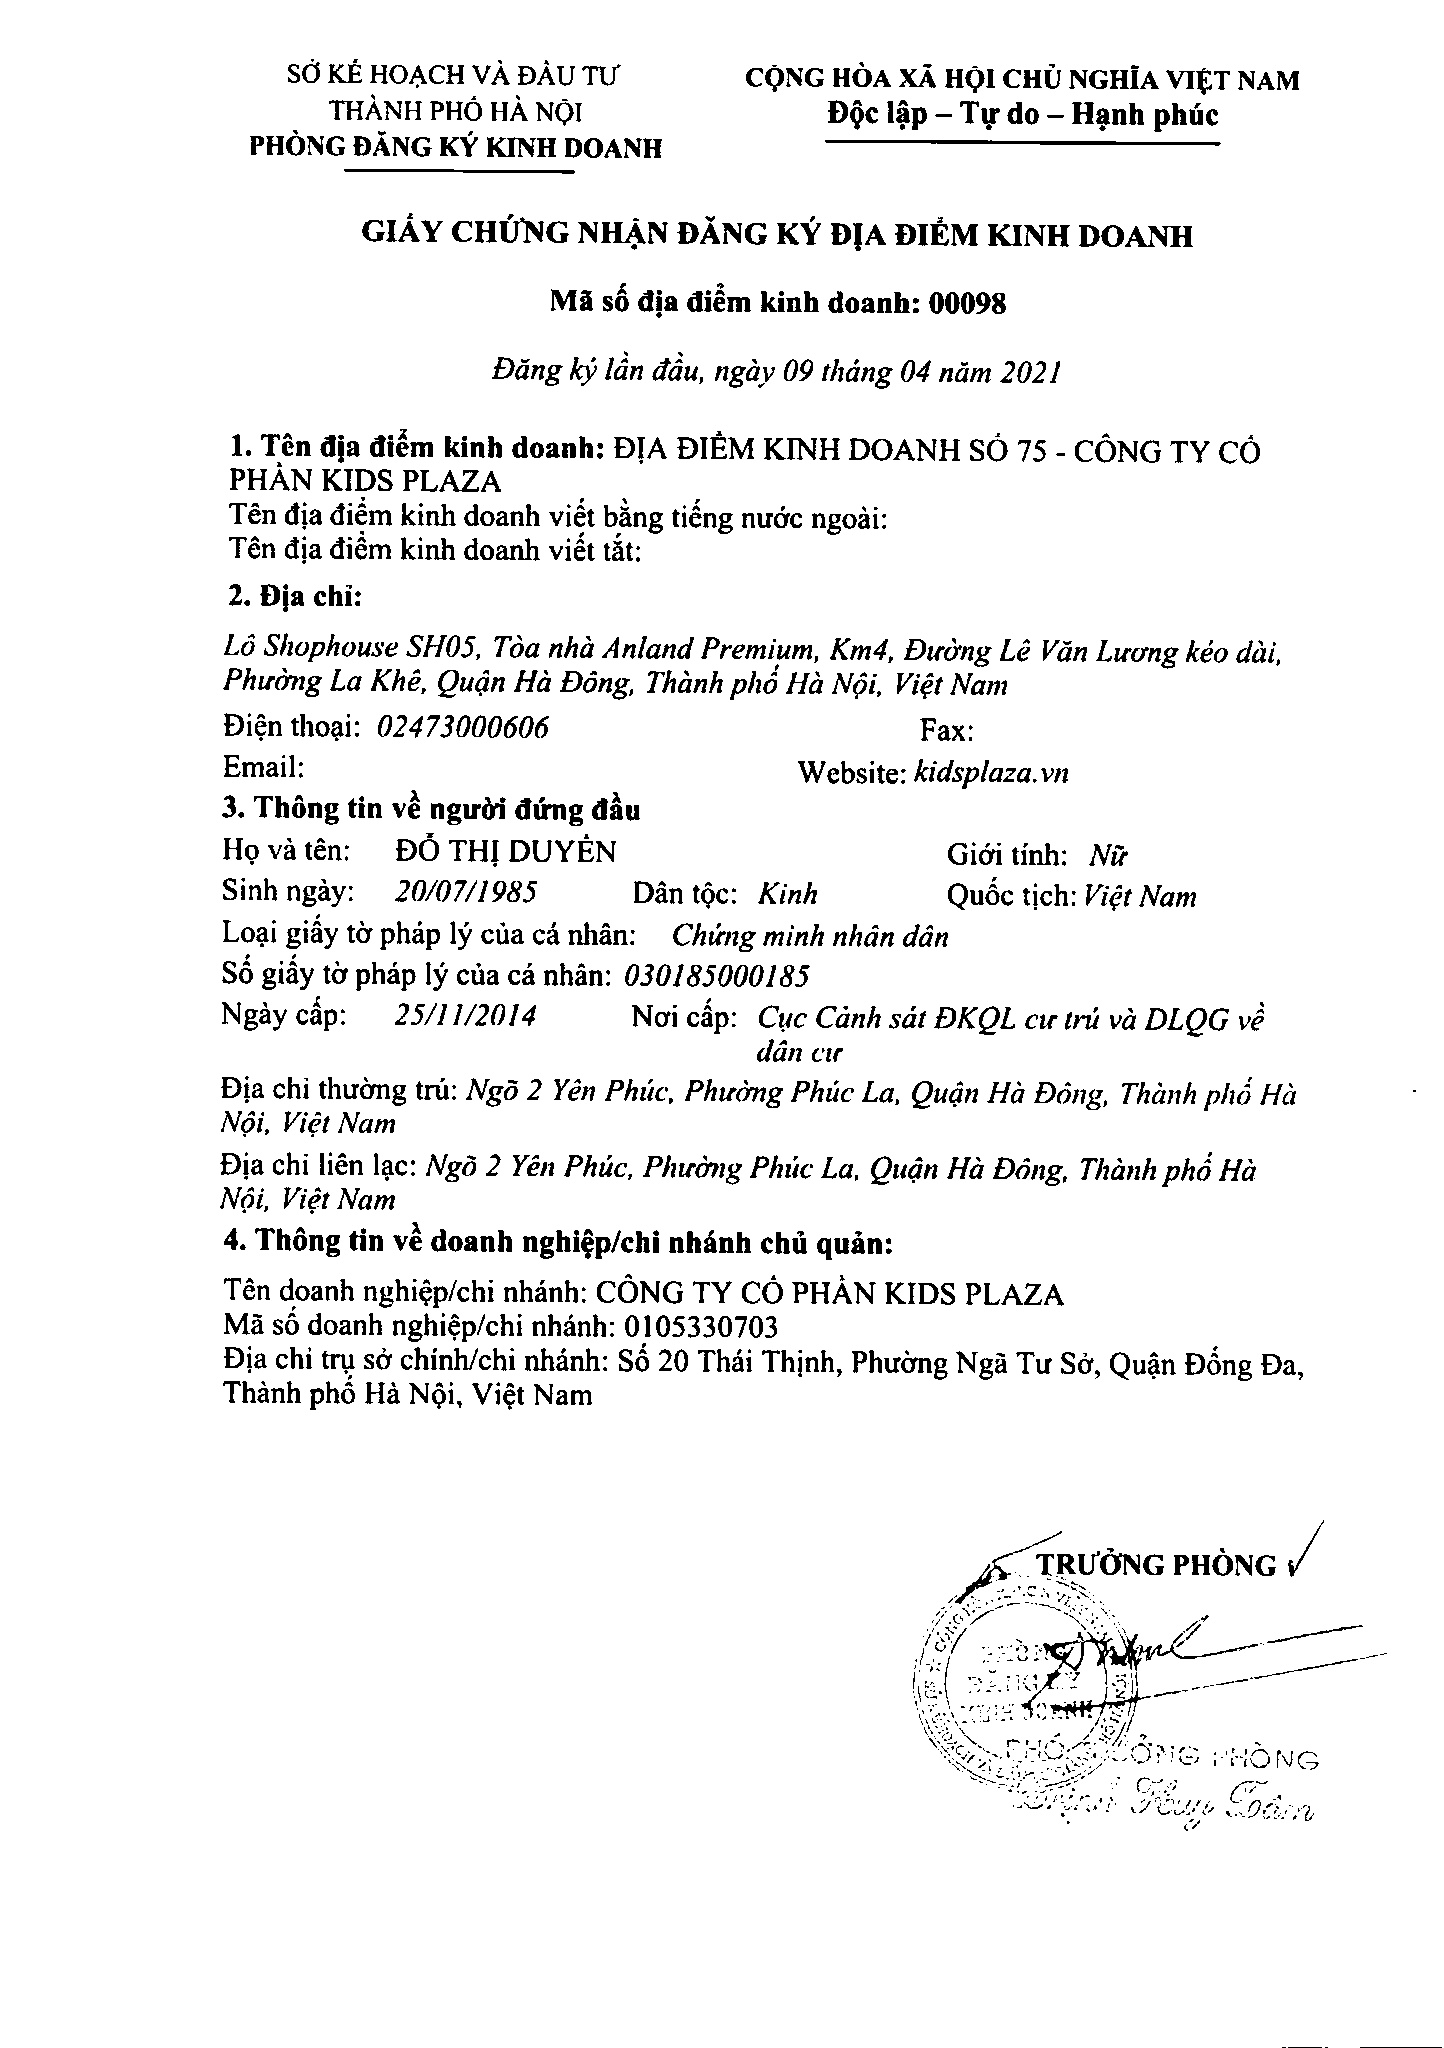 SỞ KẾ HOẠCH VÀ ĐẦU TƯ
THÀNH PHỐ HÀ NỘI
PHÒNG ĐĂNG KÝ KINH DOANH
CỘNG HÒA XÃ HỘI CHỦ NGHĨA VIỆT NAM
Độc lập – Tự do – Hạnh phúc
GIẤY CHỨNG NHẬN ĐĂNG KÝ ĐỊA ĐIỂM KINH DOANH
Mã số địa điểm kinh doanh: 00098
Đăng ký lần đầu, ngày 09 tháng 04 năm 2021
1. Tên địa điểm kinh doanh: ĐỊA ĐIỂM KINH DOANH SỐ 75 - CÔNG TY CỔ
PHẦN KIDS PLAZA
Tên địa điểm kinh doanh viết bằng tiếng nước ngoài:
Tên địa điểm kinh doanh viết tắt:
2. Địa chỉ:
Lô Shophouse SH05, Tòa nhà Anland Premium, Km4, Đường Lê Văn Lương kéo dài,
Phường La Khê, Quận Hà Đông, Thành phố Hà Nội, Việt Nam
Điện thoại: 02473000606 Fax:
Email: Website: kidsplaza.vn
3. Thông tin về người đứng đầu
Họ và tên: ĐỖ THỊ DUYÊN Giới tính: Nữ
Sinh ngày: 20/07/1985 Dân tộc: Kinh Quốc tịch: Việt Nam
Loại giấy tờ pháp lý của cá nhân: Chứng minh nhân dân
Số giấy tờ pháp lý của cá nhân: 030185000185
Ngày cấp: 25/11/2014 Nơi cấp: Cục Cảnh sát ĐKQL cư trú và DLQG về
dân cư
Địa chỉ thường trú: Ngõ 2 Yên Phúc, Phường Phúc La, Quận Hà Đông, Thành phố Hà
Nội, Việt Nam
Địa chỉ liên lạc: Ngõ 2 Yên Phúc, Phường Phúc La, Quận Hà Đông, Thành phố Hà
Nội, Việt Nam
4. Thông tin về doanh nghiệp/chi nhánh chủ quản:
Tên doanh nghiệp/chi nhánh: CÔNG TY CỔ PHẦN KIDS PLAZA
Mã số doanh nghiệp/chi nhánh: 0105330703
Địa chỉ trụ sở chính/chi nhánh: Số 20 Thái Thịnh, Phường Ngã Tư Sở, Quận Đống Đa,
Thành phố Hà Nội, Việt Nam
TRƯỞNG PHÒNG
PHÒNG
ĐĂNG KÝ
KINH DOANH
PHÓ TRƯỞNG PHÒNG
Trịnh Huy Tâm